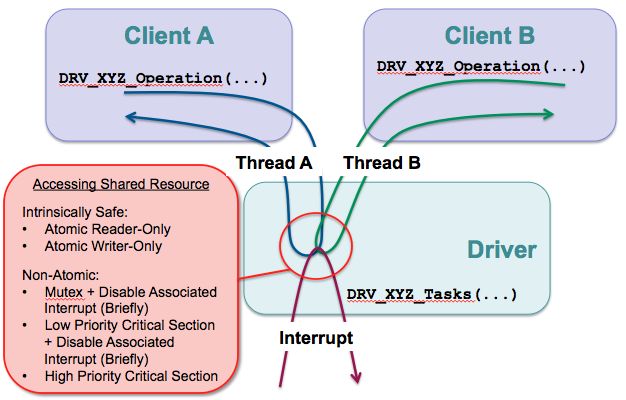 Client A
Client B
DRV_XYZ_Operation(...)
DRV_XYZ_Operation(...)
Thread A
Thread B
Accessing Shared Resource
Intrinsically Safe:
• Atomic Reader-Only
• Atomic Writer-Only
Non-Atomic:
• Mutex + Disable Associated
Interrupt (Briefly)
• Low Priority Critical Section
+ Disable Associated
Interrupt (Briefly)
• High Priority Critical Section
Driver
DRV_XYZ_Tasks(...)
Interrupt